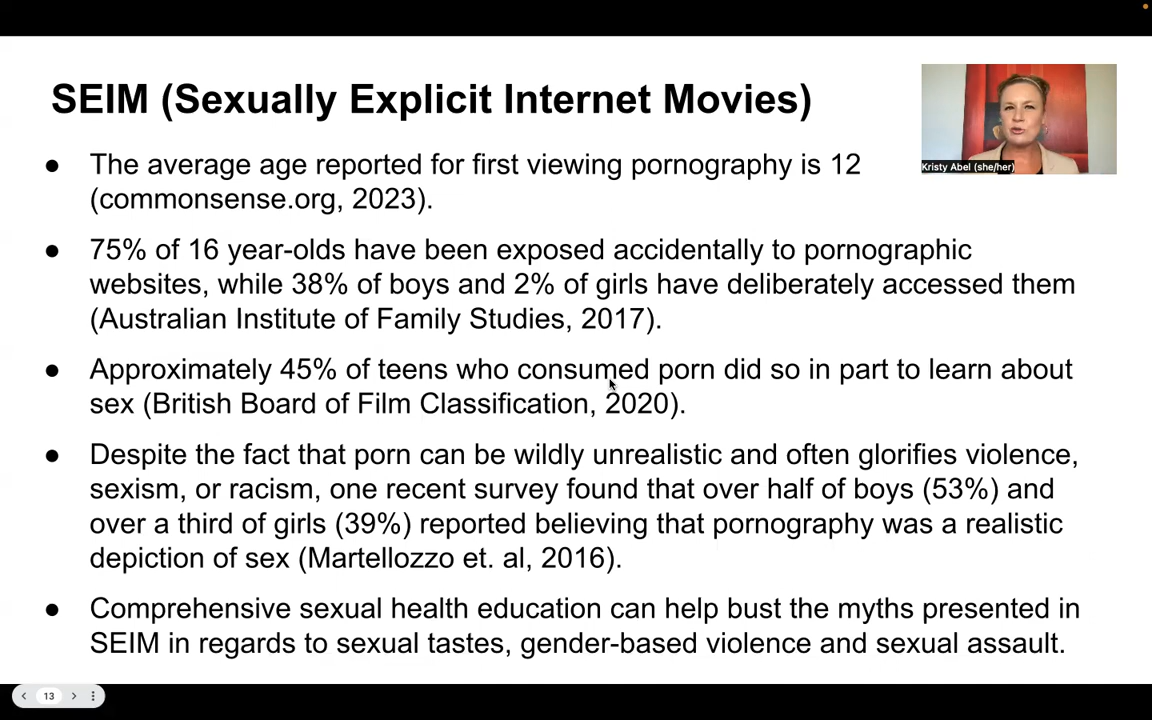 SEIM (Sexually Explicit Internet Movies)
Kristy Abel (she/her)
● The average age reported for first viewing pornography is 12
(commonsense.org, 2023).
● 75% of 16 year-olds have been exposed accidentally to pornographic
websites, while 38% of boys and 2% of girls have deliberately accessed them
(Australian Institute of Family Studies, 2017).
● Approximately 45% of teens who consumed porn did so in part to learn about
sex (British Board of Film Classification, 2020).
● Despite the fact that porn can be wildly unrealistic and often glorifies violence,
sexism, or racism, one recent survey found that over half of boys (53%) and
over a third of girls (39%) reported believing that pornography was a realistic
depiction of sex (Martellozzo et. al, 2016).
● Comprehensive sexual health education can help bust the myths presented in
SEIM in regards to sexual tastes, gender-based violence and sexual assault.
13